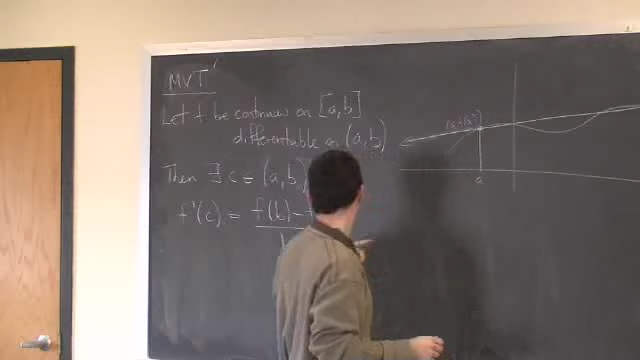 MVT
Let f be continuous on [a,b]
differentiable on (a,b)
Then ∃ c ∈ (a,b)
f'(c) = f(b) –
a